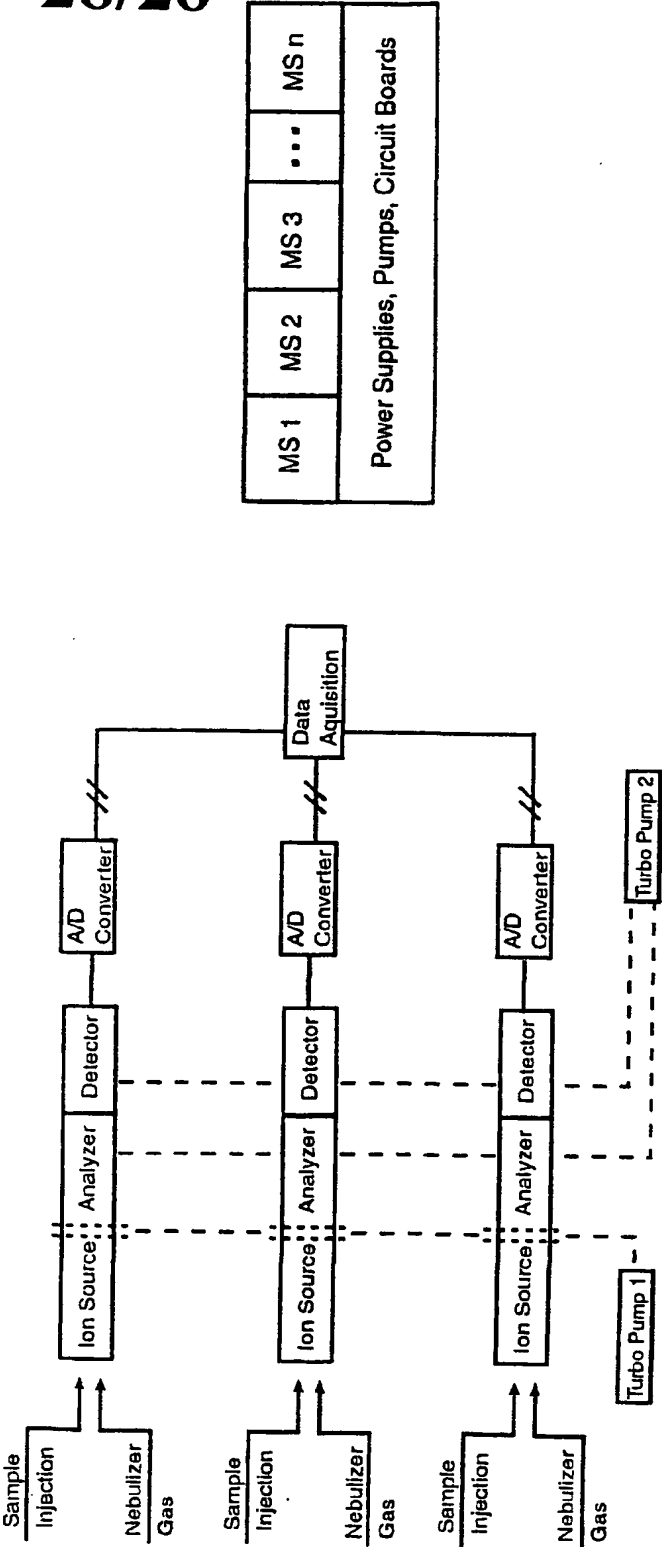 Sample
Injection
Nebulizer
Gas
Ion Source
Analyzer
Detector
A/D
Converter
Sample
Injection
Nebulizer
Gas
Ion Source
Analyzer
Detector
A/D
Converter
Data
Aquisition
Sample
Injection
Nebulizer
Gas
Ion Source
Analyzer
Detector
A/D
Converter
Turbo Pump 1
Turbo Pump 2
MS 1
MS 2
MS 3
...
MS n
Power Supplies, Pumps, Circuit Boards